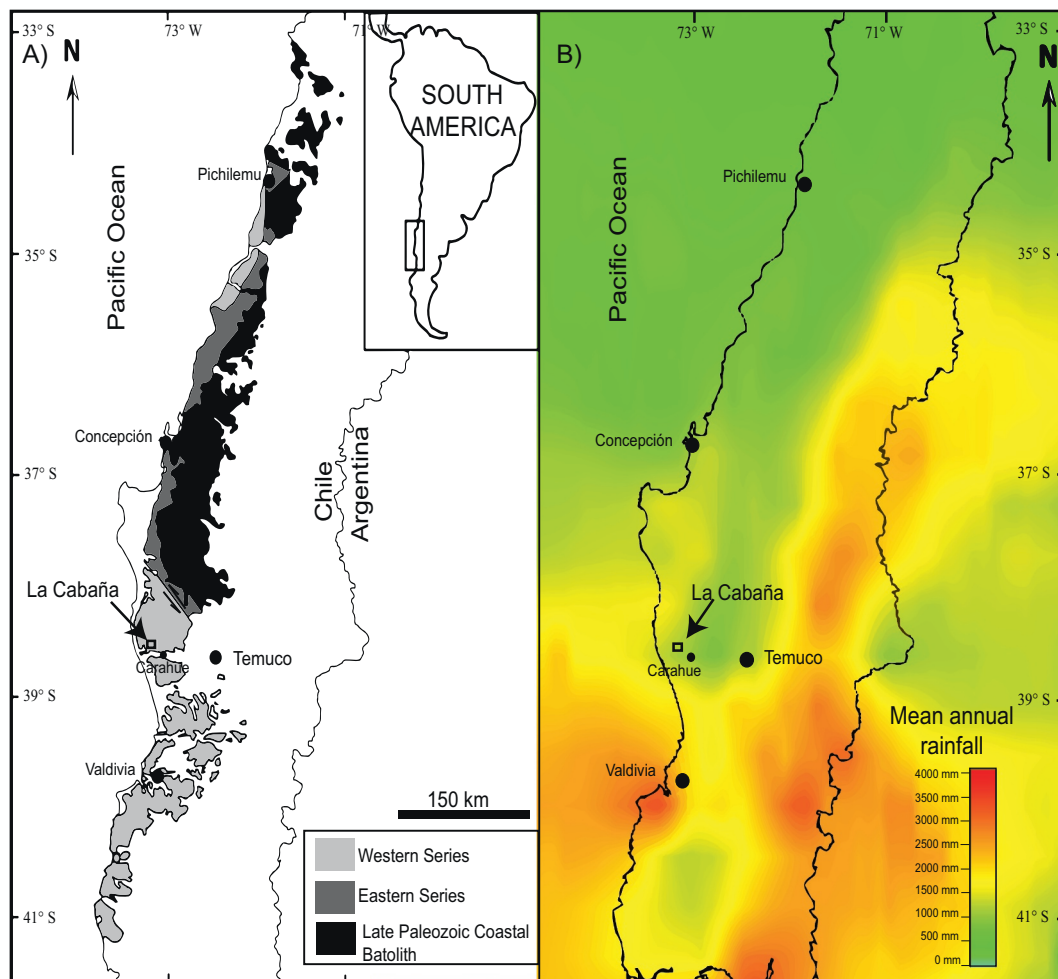 A)
33° S
73° W
71° W
N
SOUTH
AMERICA
Pichilemu
Pacific Ocean
35° S
Concepción
37° S
Chile
Argentina
La Cabaña
Carahue
Temuco
39° S
Valdivia
150 km
41° S
Western Series
Eastern Series
Late Paleozoic Coastal
Batolith
B)
73° W
71° W
33° S
N
Pichilemu
Pacific Ocean
35° S
Concepción
37° S
La Cabaña
Carahue
Temuco
39° S
Mean annual
rainfall
Valdivia
4000 mm
3500 mm
3000 mm
2500 mm
2000 mm
1500 mm
1000 mm
500 mm
0 mm
41° S